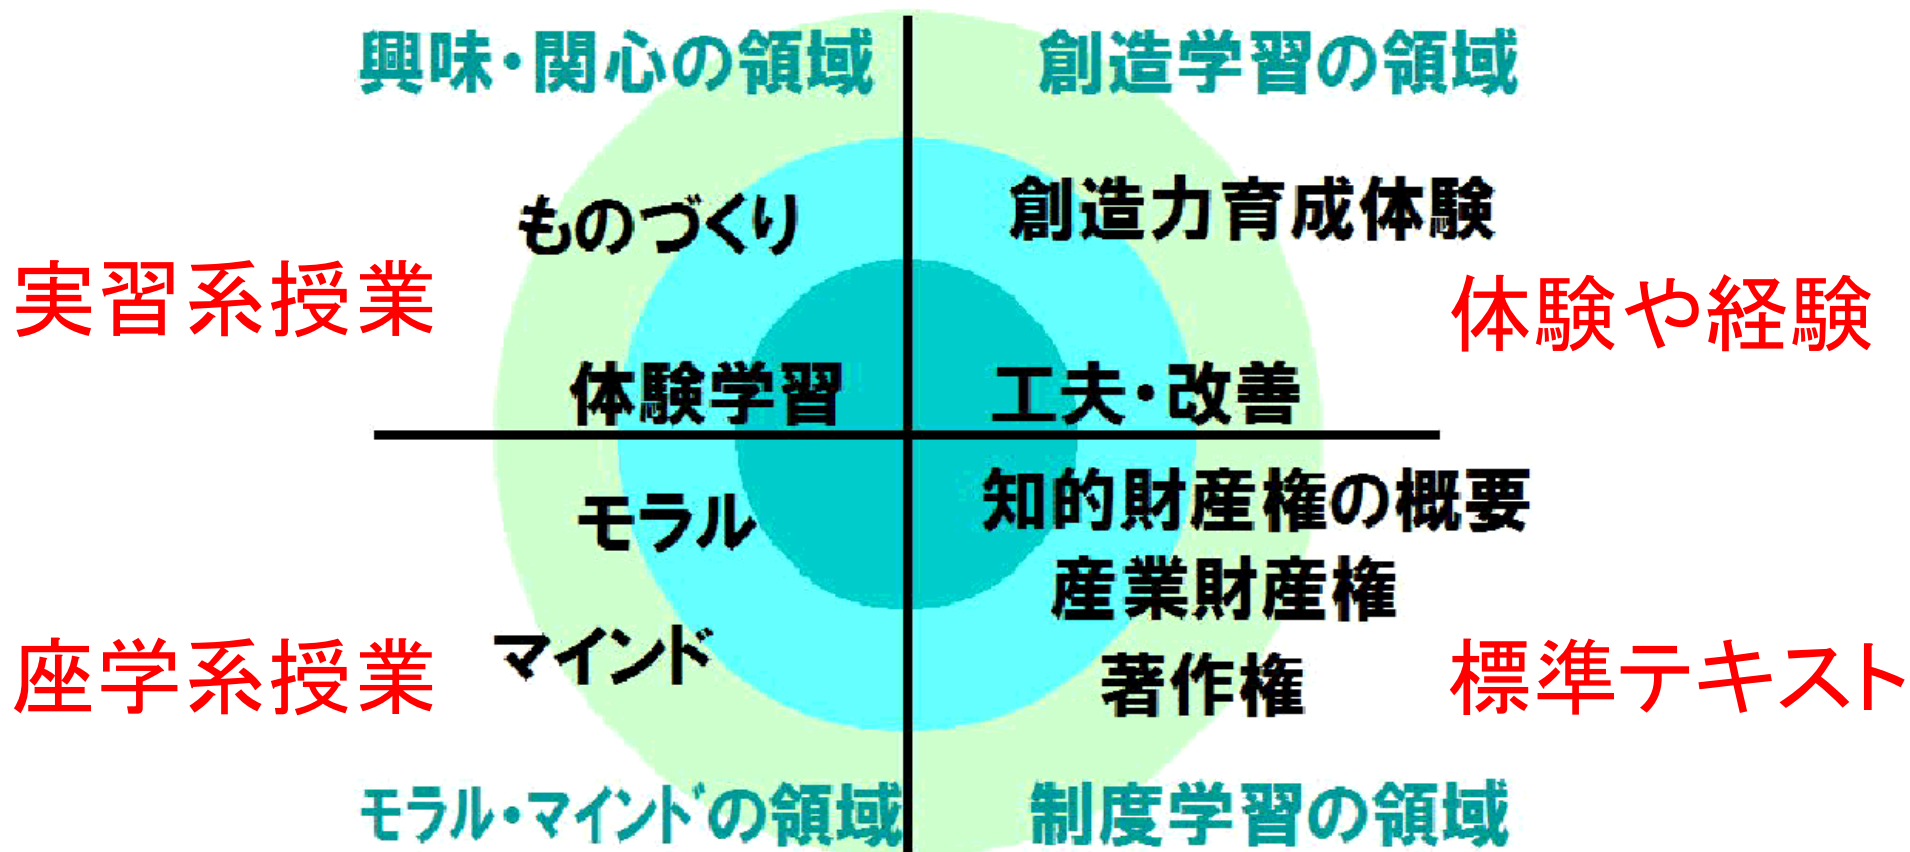 興味・関心の領域
創造学習の領域
ものづくり
創造力育成体験
実習系授業
体験や経験
体験学習
工夫・改善
モラル
知的財産権の概要
産業財産権
座学系授業
マインド
著作権
標準テキスト
モラル・マインドの領域
制度学習の領域